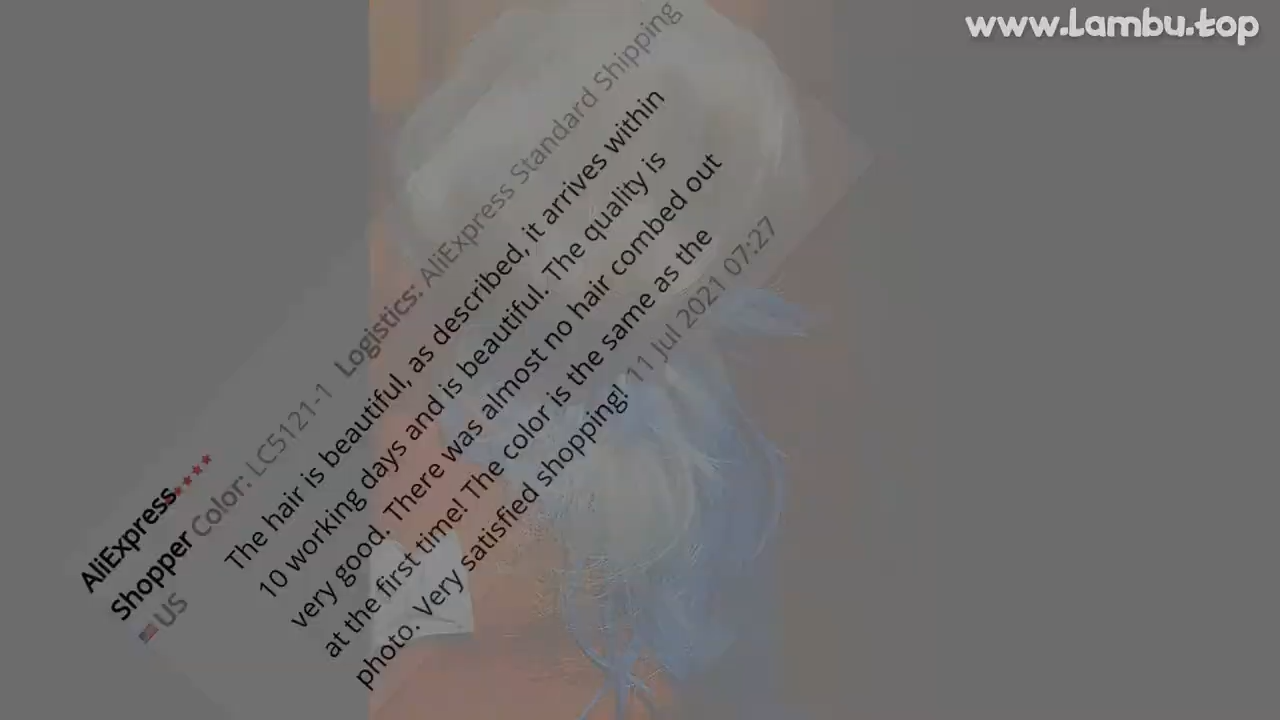 www.Lambu.top
AliExpress
Shopper
US
Color: LC5121-1 Logistics: AliExpress Standard Shipping
The hair is beautiful, as described, it arrives within
10 working days and is beautiful. The quality is
very good. There was almost no hair combed out
at the first time! The color is the same as the
photo. Very satisfied shopping! 11 Jul 2021 07:27